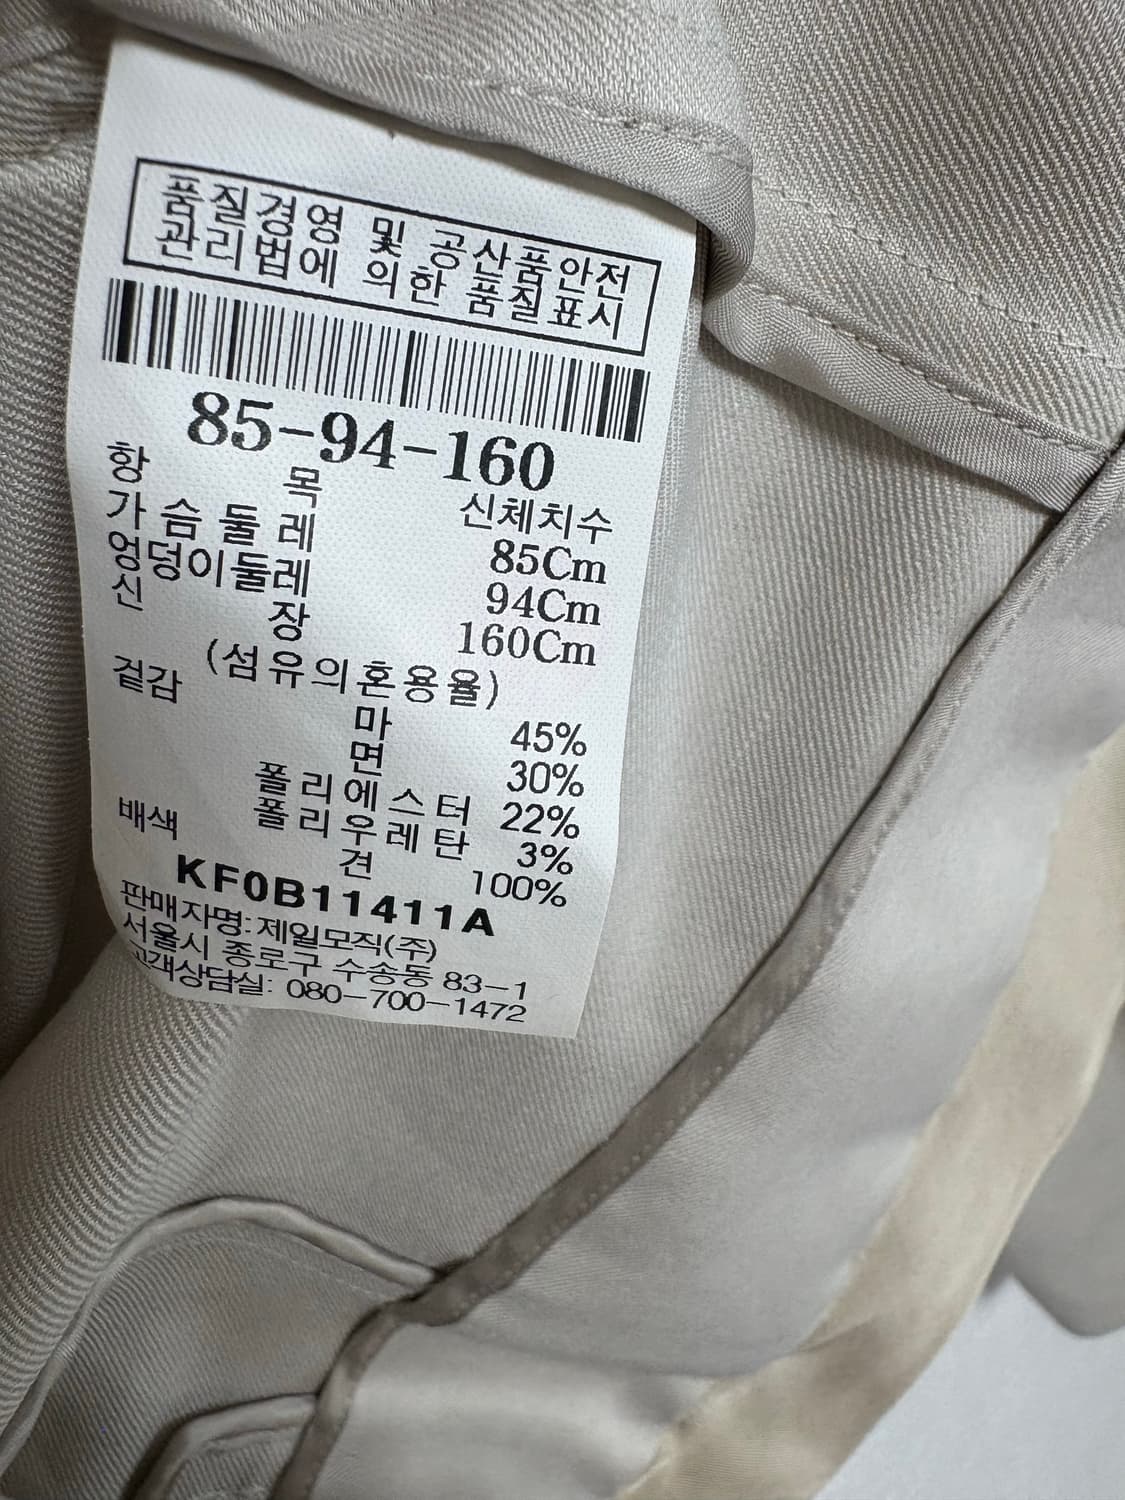 품질경영 및 공산품안전
관리법에 의한 품질표시
85-94-160
항 목 신체치수
가슴둘레 85Cm
엉덩이둘레 94Cm
신 장 160Cm
(섬유의혼용율)
겉감
마 45%
면 30%
폴리에스터 22%
폴리우레탄 3%
배색 견 100%
KF0B11411A
판매자명: 제일모직(주)
서울시 종로구 수송동 83-1
고객상담실: 080-700-1472